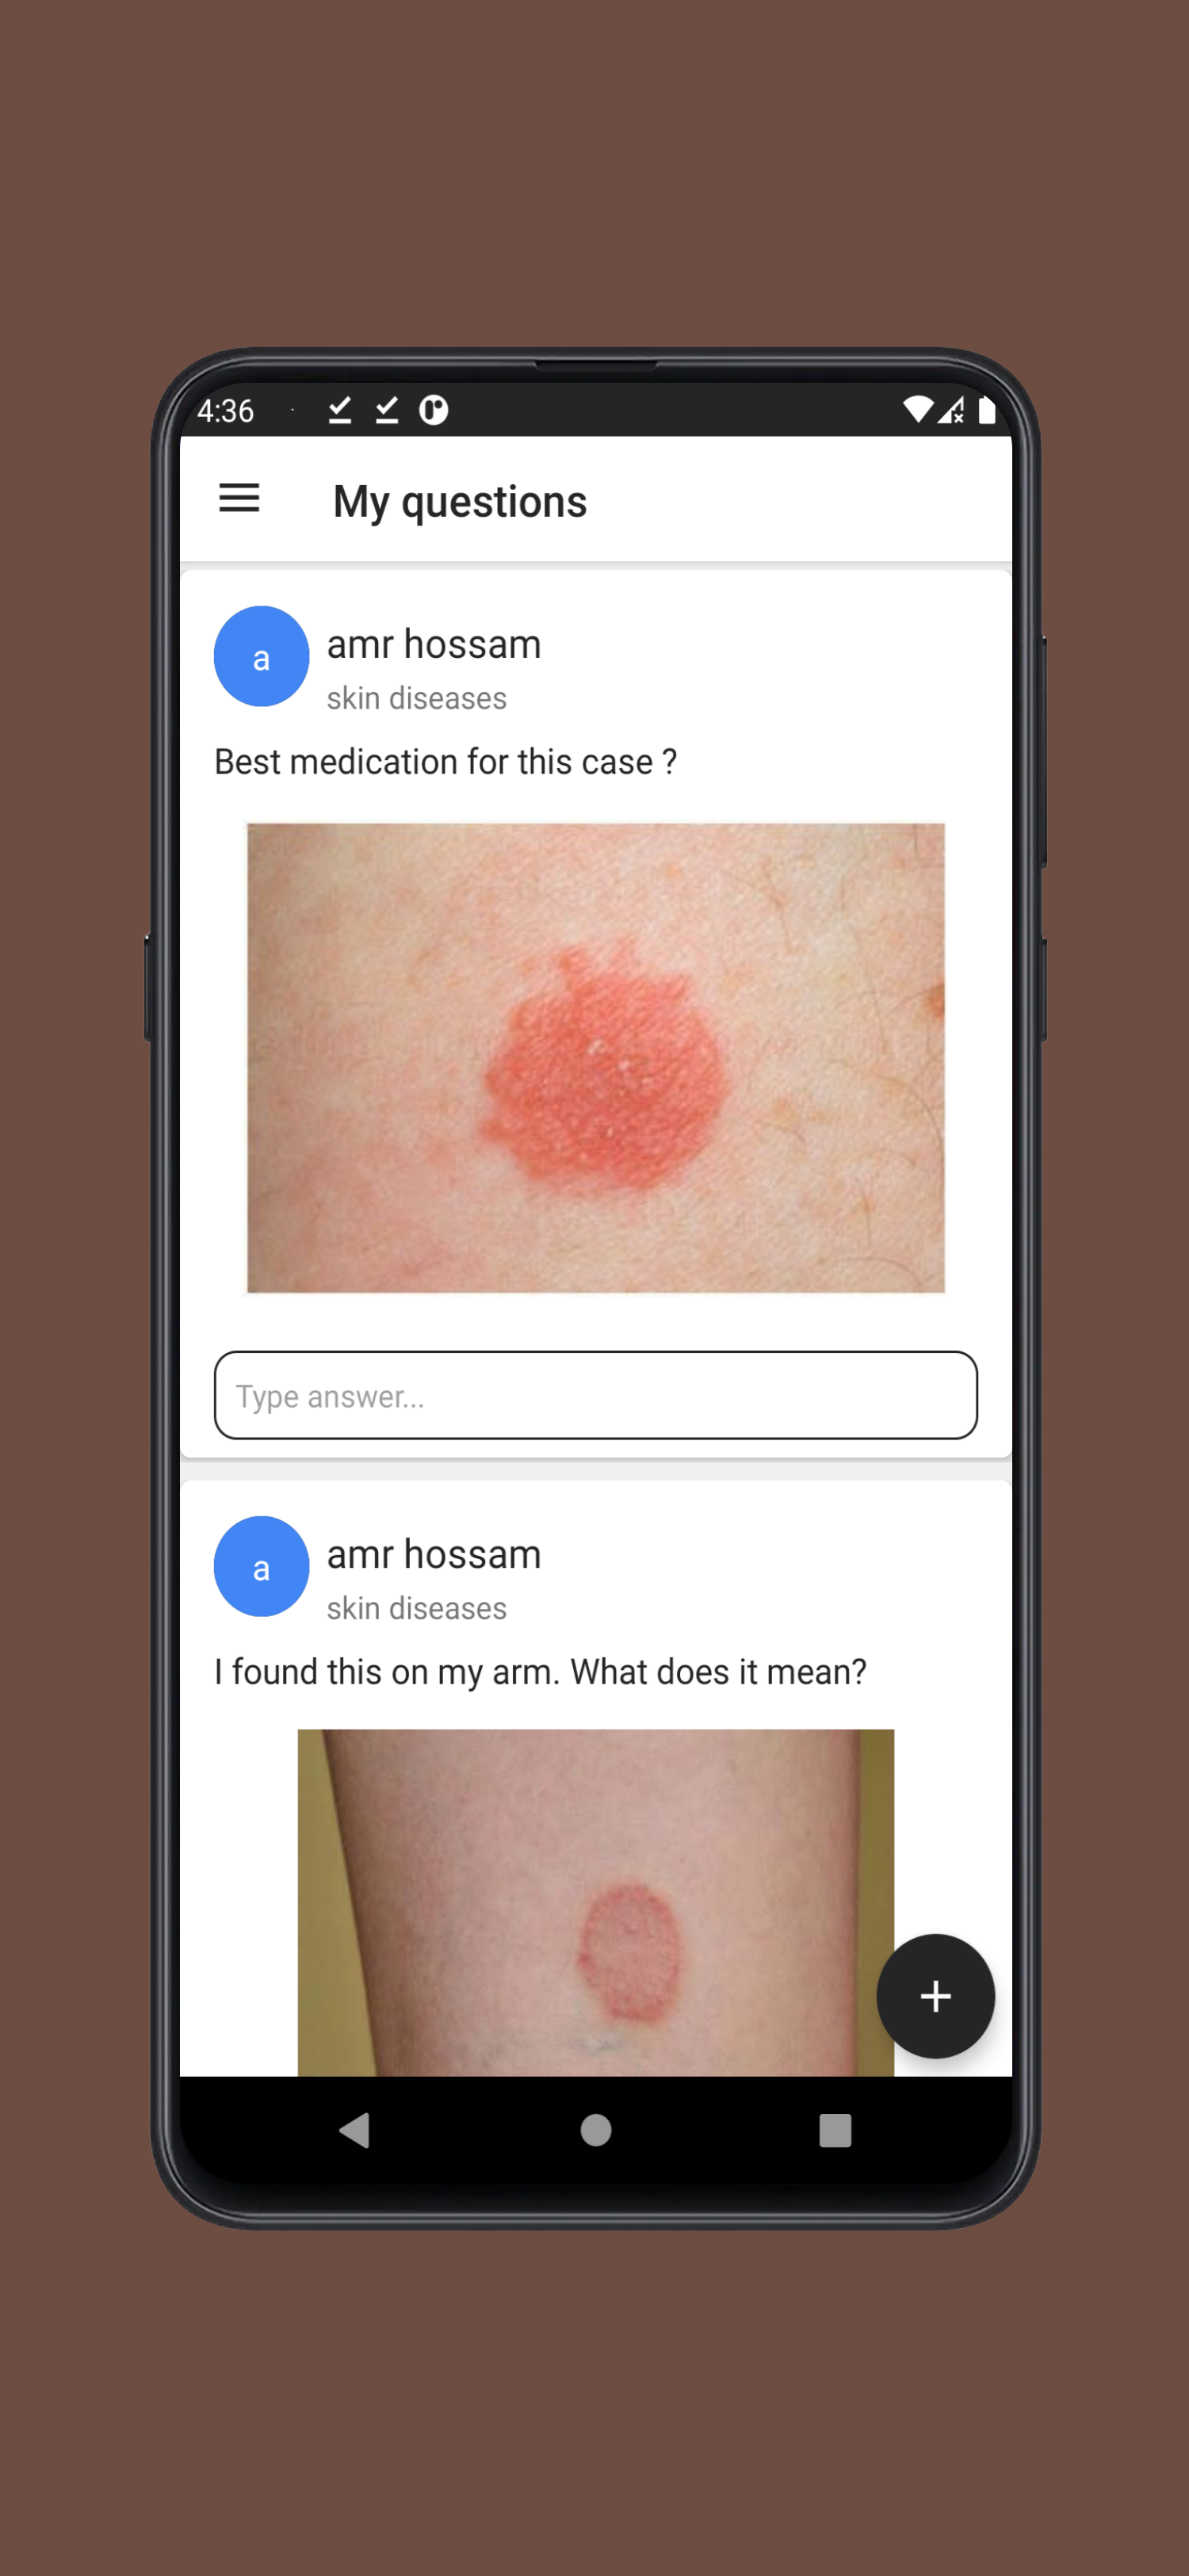 4:36
My questions
a
amr hossam
skin diseases
Best medication for this case ?
Type answer...
a
amr hossam
skin diseases
I found this on my arm. What does it mean?